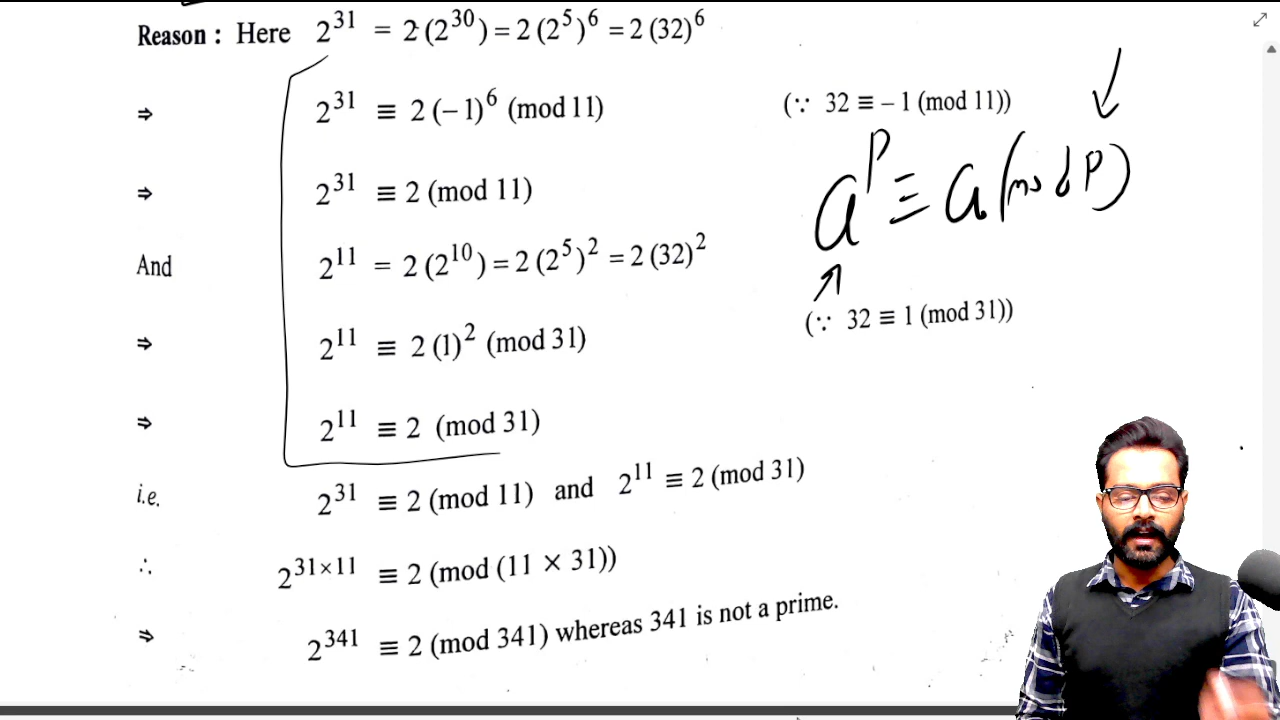 Reason : Here 2^31 = 2(2^30) = 2(2^5)^6 = 2(32)^6
⇒ 2^31 ≡ 2(−1)^6 (mod 11) (∵ 32 ≡ −1 (mod 11))
⇒ 2^31 ≡ 2 (mod 11)
a^p ≡ a (mod p)
And 2^11 = 2(2^10) = 2(2^5)^2 = 2(32)^2
⇒ 2^11 ≡ 2(1)^2 (mod 31) (∵ 32 ≡ 1 (mod 31))
⇒ 2^11 ≡ 2 (mod 31)
i.e. 2^31 ≡ 2 (mod 11) and 2^11 ≡ 2 (mod 31)
∴ 2^31×11 ≡ 2 (mod (11 × 31))
⇒ 2^341 ≡ 2 (mod 341) whereas 341 is not a prime.